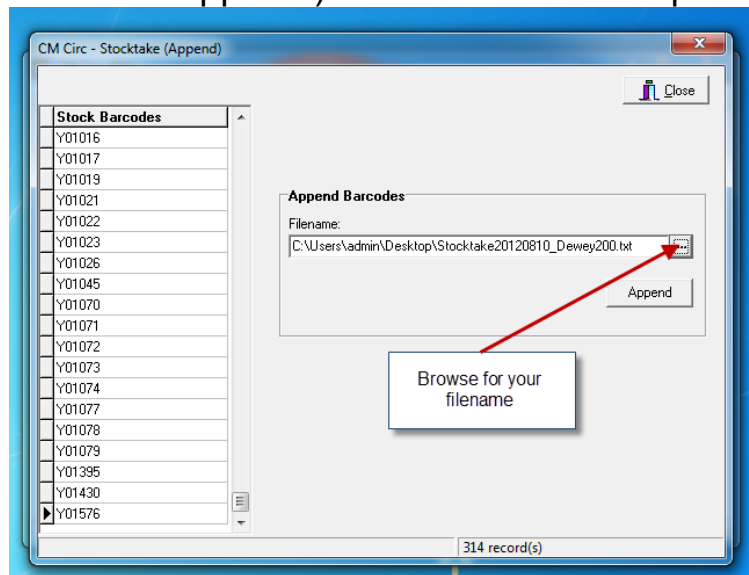 CM Circ - Stocktake (Append)
Close
Stock Barcodes
Y01016
Y01017
Y01019
Y01021
Y01022
Y01023
Y01026
Y01045
Y01070
Y01071
Y01072
Y01073
Y01074
Y01077
Y01078
Y01079
Y01395
Y01430
Y01576
Append Barcodes
Filename:
C:\Users\admin\Desktop\Stocktake20120810_Dewey200.txt
...
Append
Browse for your
filename
314 record(s)